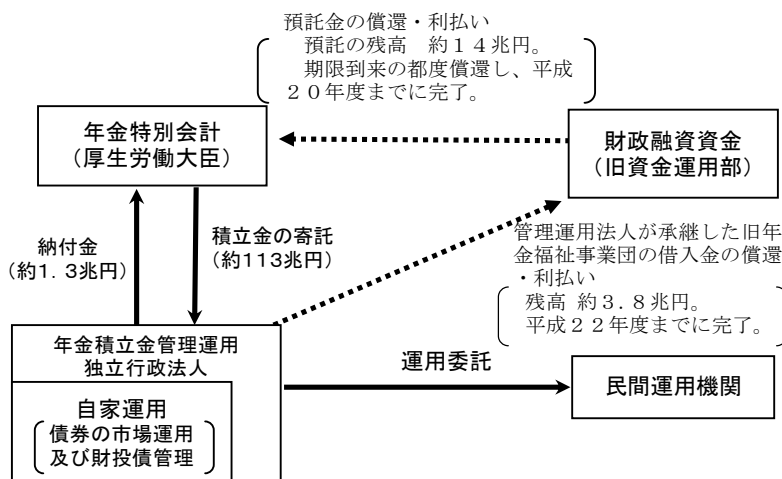 預託金の償還・利払い
預託の残高　約１４兆円。
期限到来の都度償還し、平成
２０年度までに完了。
年金特別会計
（厚生労働大臣）
財政融資資金
（旧資金運用部）
納付金
（約１．３兆円）
積立金の寄託
（約113兆円）
管理運用法人が承継した旧年
金福祉事業団の借入金の償還
・利払い
残高 約３．８兆円。
平成２２年度までに完了。
年金積立金管理運用
独立行政法人
運用委託
民間運用機関
自家運用
債券の市場運用
及び財投債管理